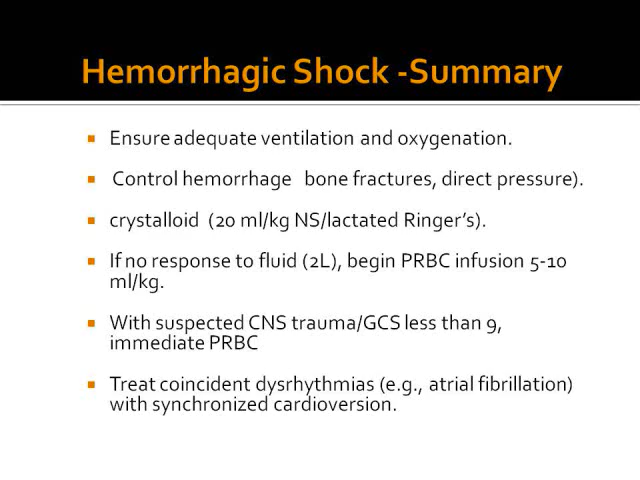 Hemorrhagic Shock -Summary
Ensure adequate ventilation and oxygenation.
Control hemorrhage bone fractures, direct pressure).
crystalloid (20 ml/kg NS/lactated Ringer's).
If no response to fluid (2L), begin PRBC infusion 5-10
ml/kg.
With suspected CNS trauma/GCS less than 9,
immediate PRBC
Treat coincident dysrhythmias (e.g., atrial fibrillation)
with synchronized cardioversion.